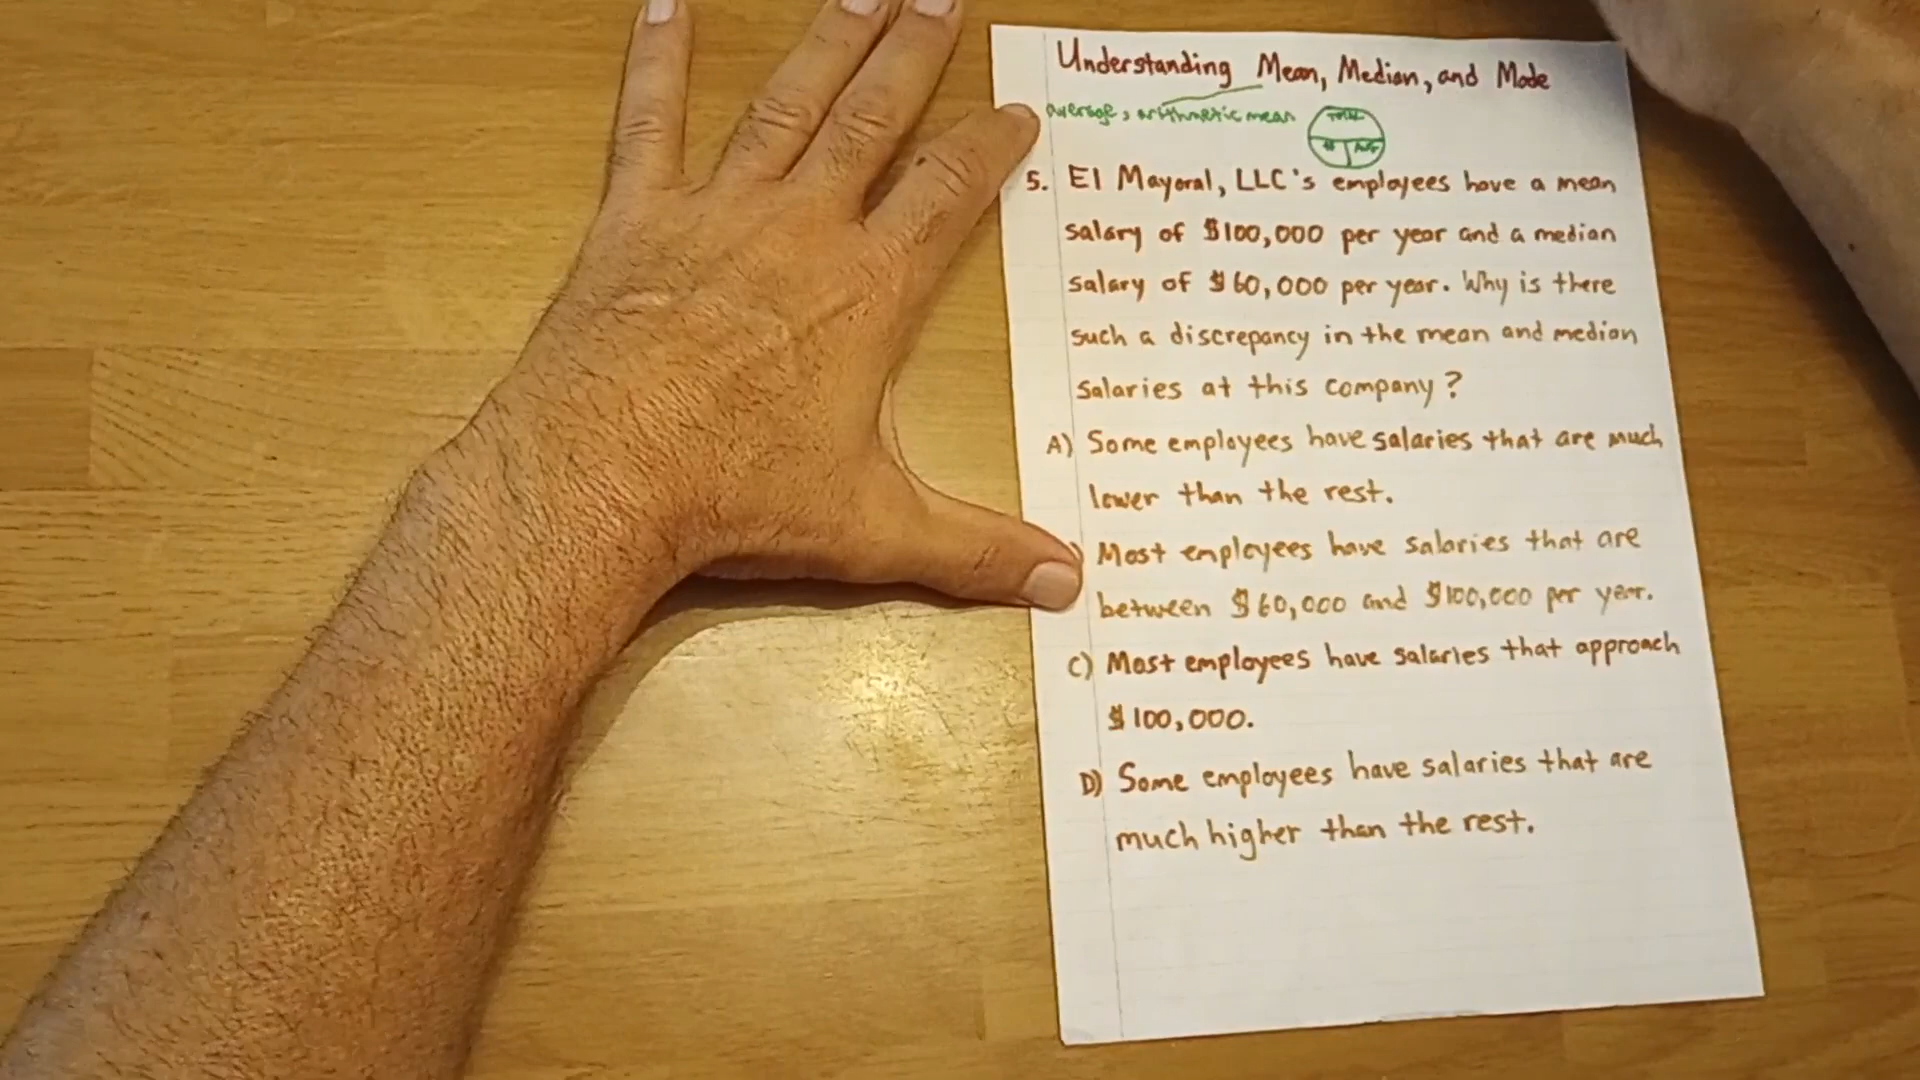 Understanding Mean, Median, and Mode
average, arithmetic mean
TOTAL
# AVG
5. El Mayoral, LLC's employees have a mean
salary of $100,000 per year and a median
salary of $60,000 per year. Why is there
such a discrepancy in the mean and median
salaries at this company?
A) Some employees have salaries that are much
lower than the rest.
) Most employees have salaries that are
between $60,000 and $100,000 per year.
C) Most employees have salaries that approach
$100,000.
D) Some employees have salaries that are
much higher than the rest.